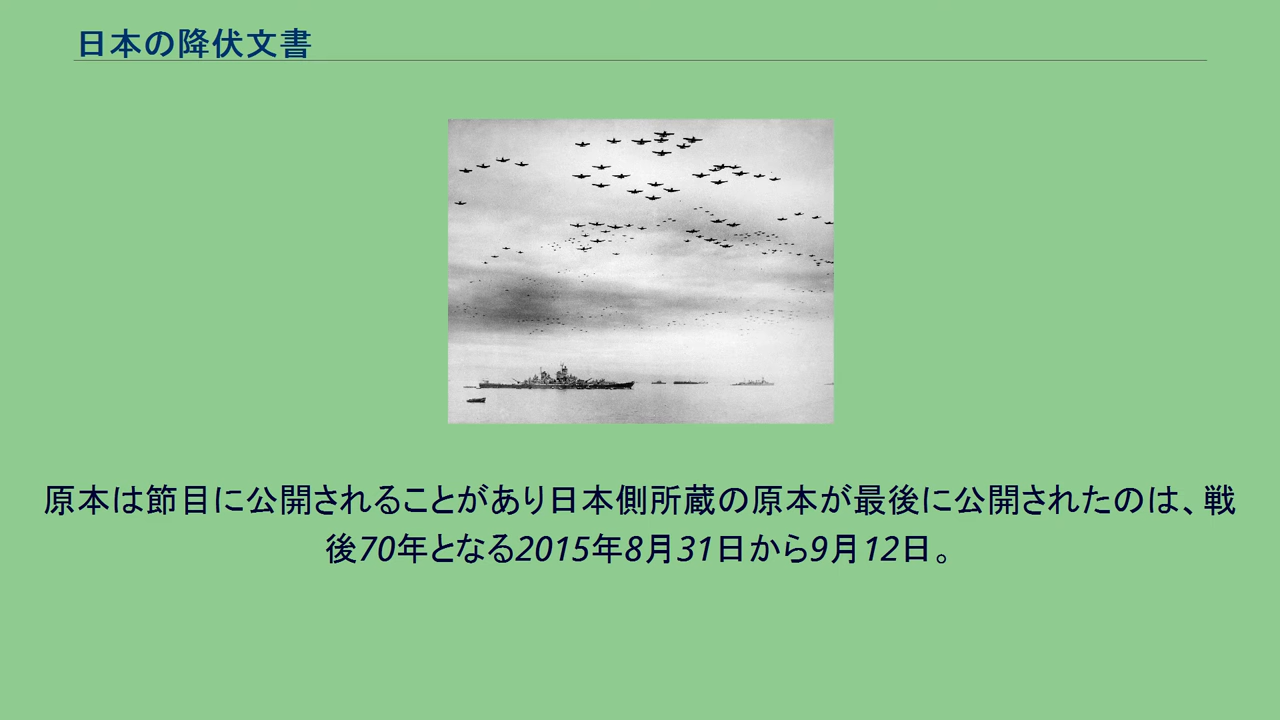 日本の降伏文書
原本は節目に公開されることがあり日本側所蔵の原本が最後に公開されたのは、戦
後70年となる2015年8月31日から9月12日。